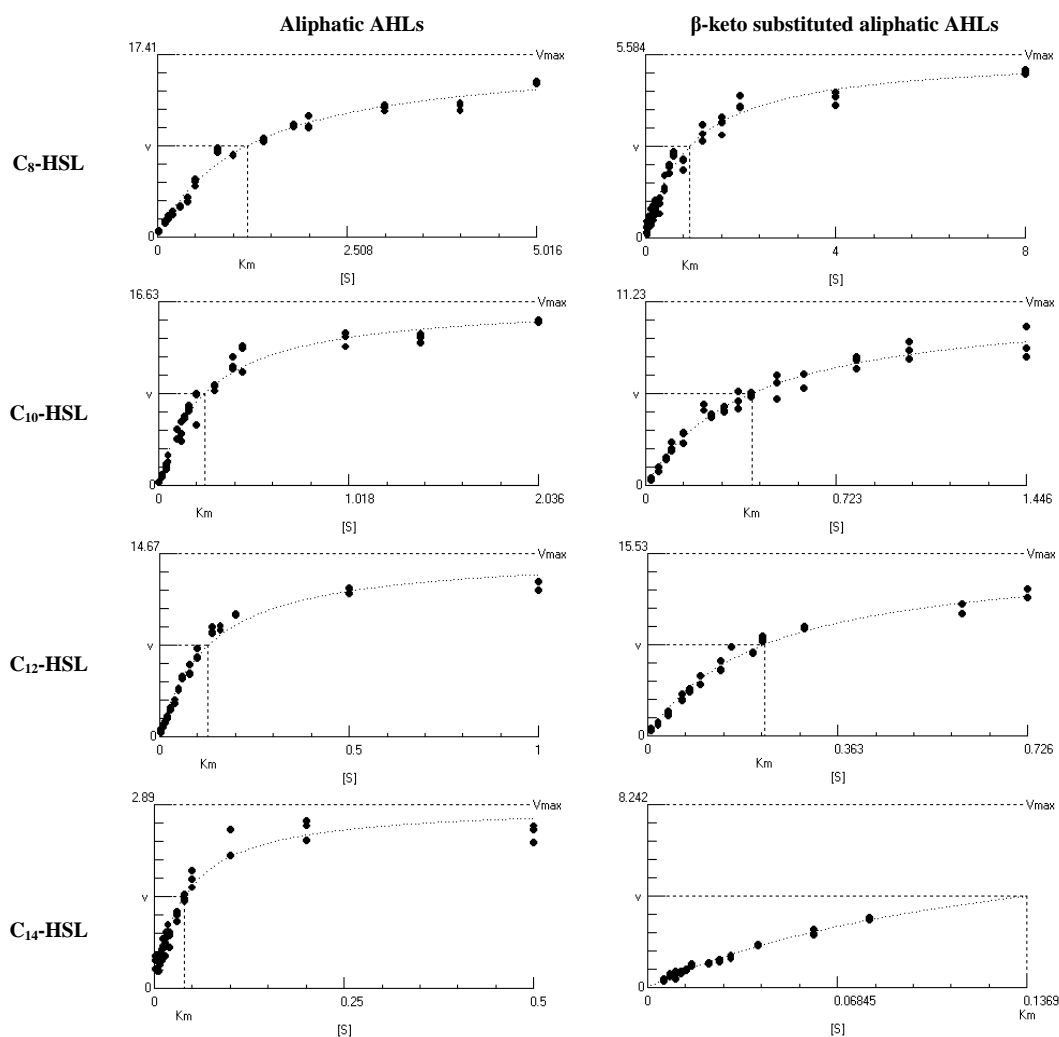 Aliphatic AHLs
β-keto substituted aliphatic AHLs
C₈-HSL
17.41
Vmax
v
0
0
2.508
5.016
Km
[S]
5.584
Vmax
v
0
0
4
8
Km
[S]
C₁₀-HSL
16.63
Vmax
v
0
0
1.018
2.036
Km
[S]
11.23
Vmax
v
0
0
0.723
1.446
Km
[S]
C₁₂-HSL
14.67
Vmax
v
0
0
0.5
1
Km
[S]
15.53
Vmax
v
0
0
0.363
0.726
Km
[S]
C₁₄-HSL
2.89
Vmax
v
0
0
0.25
0.5
Km
[S]
8.242
Vmax
v
0
0
0.06845
0.1369
Km
[S]